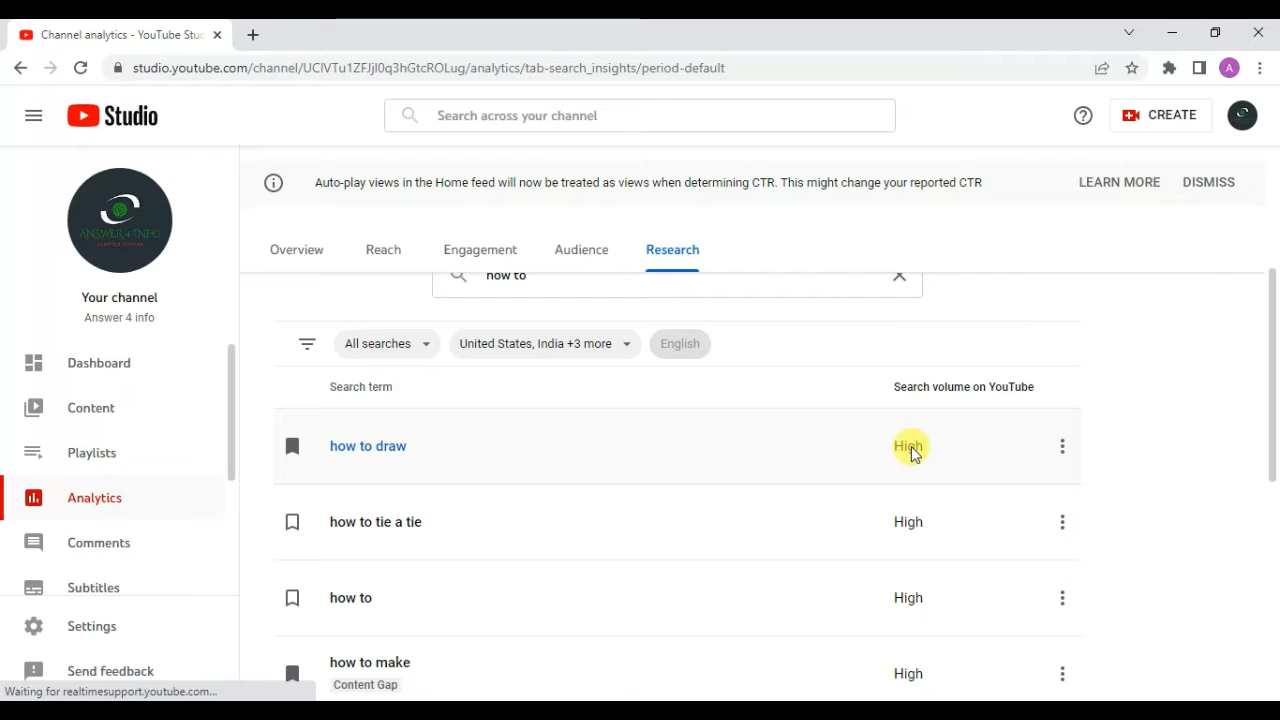 Channel analytics - YouTube Stuc
studio.youtube.com/channel/UClVTu1ZFJjl0q3hGtcROLug/analytics/tab-search_insights/period-default
A
Studio
Search across your channel
CREATE
Auto-play views in the Home feed will now be treated as views when determining CTR. This might change your reported CTR
LEARN MORE
DISMISS
ANSWER 4 INFO
Your channel
Answer 4 info
Dashboard
Content
Playlists
Analytics
Comments
Subtitles
Settings
Send feedback
Overview
Reach
Engagement
Audience
Research
how to
All searches
United States, India +3 more
English
Search term
Search volume on YouTube
how to draw
High
how to tie a tie
High
how to
High
how to make
Content Gap
High
Waiting for realtimesupport.youtube.com...